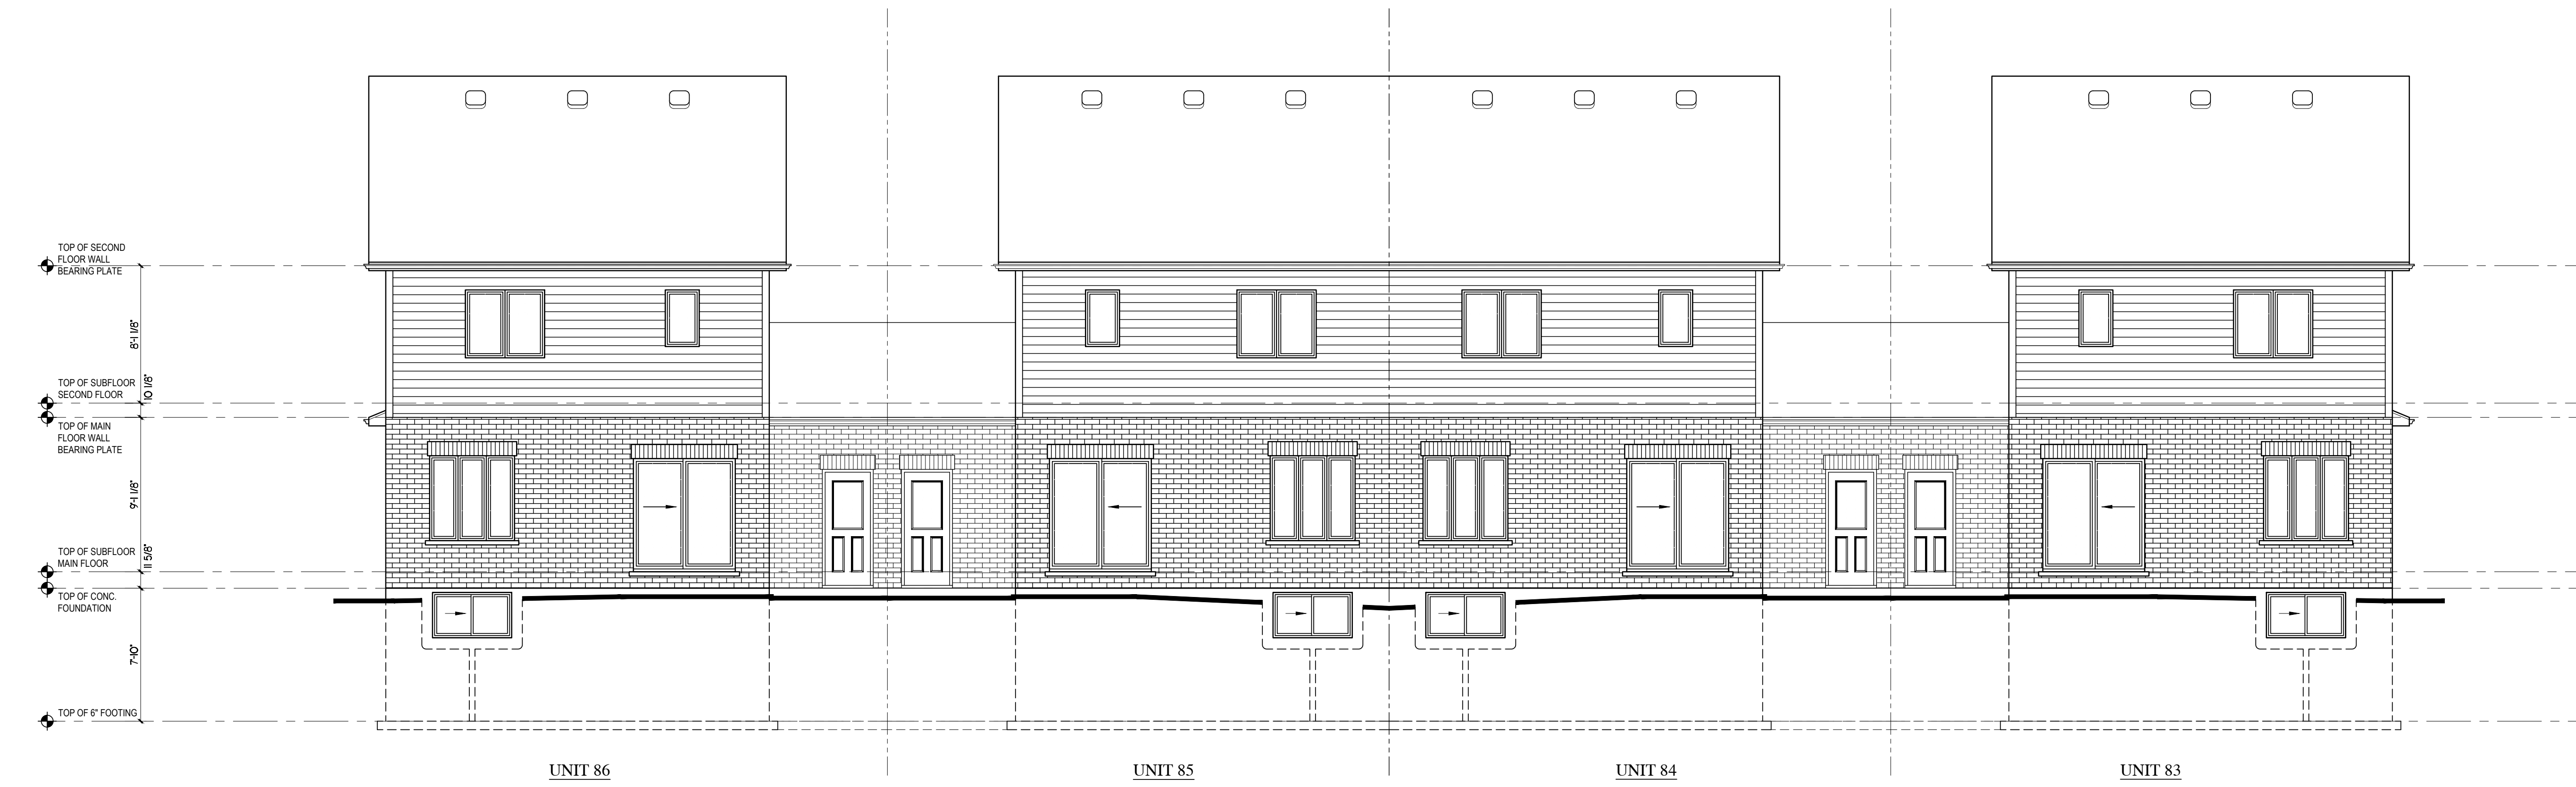 TOP OF SECOND
FLOOR WALL
BEARING PLATE
8'-1 1/8"
TOP OF SUBFLOOR
SECOND FLOOR
10 1/8"
TOP OF MAIN
FLOOR WALL
BEARING PLATE
9'-1 1/8"
TOP OF SUBFLOOR
MAIN FLOOR
11 5/8"
TOP OF CONC.
FOUNDATION
7'-10"
TOP OF 6" FOOTING
UNIT 86
UNIT 85
UNIT 84
UNIT 83